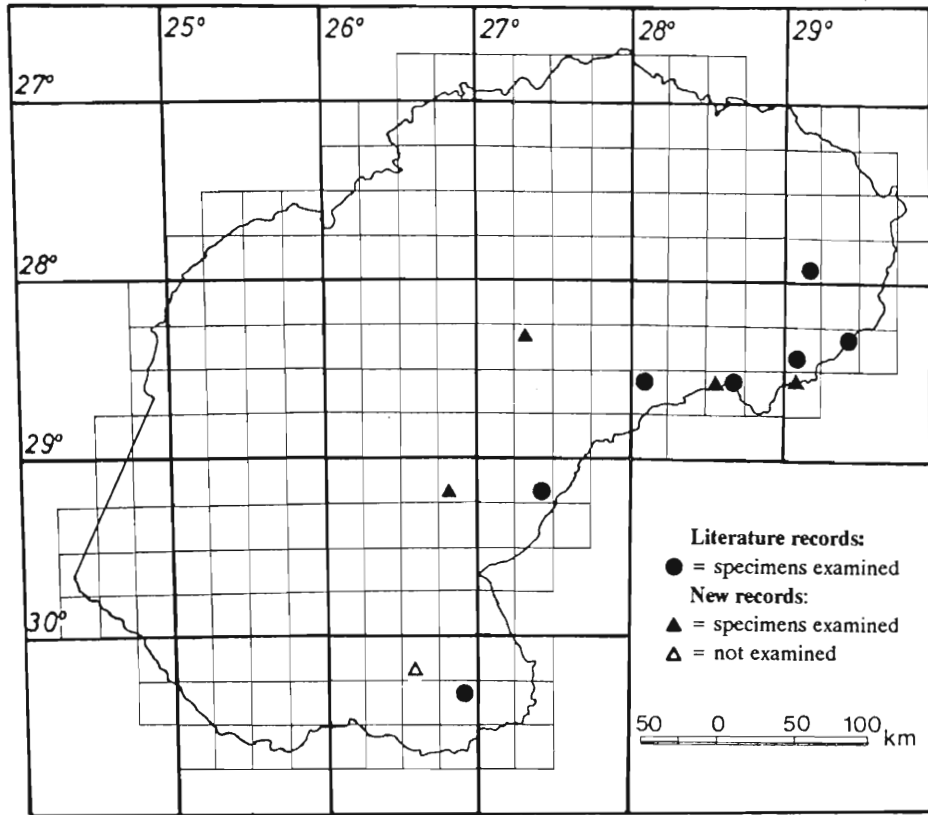 25° 26° 27° 28° 29°
27°
28°
29°
30°
Literature records:
● = specimens examined
New records:
▲ = specimens examined
△ = not examined
50 0 50 100 km